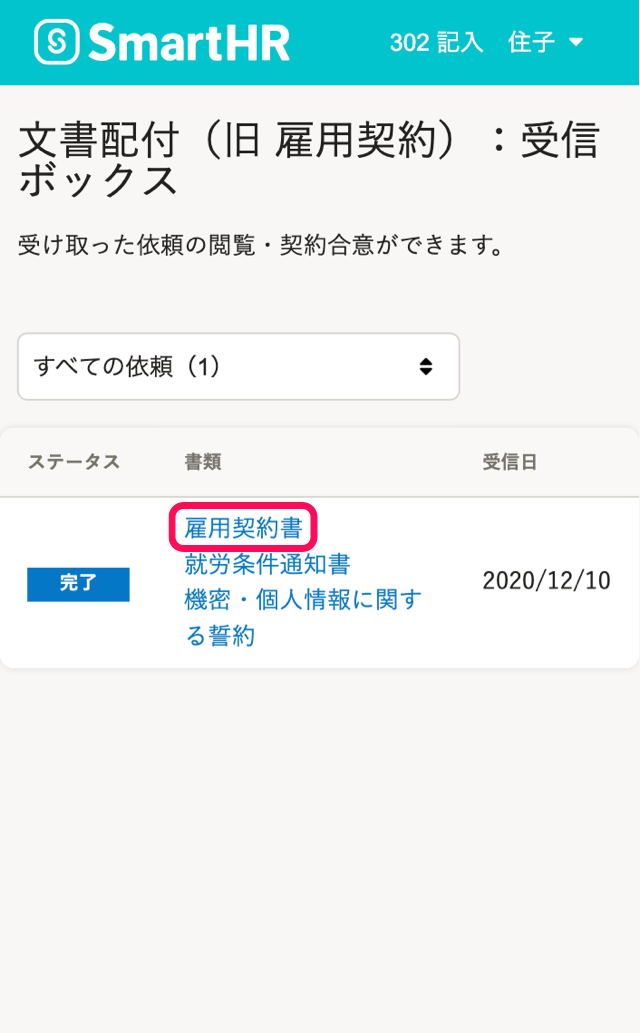 SmartHR 302 記入 住子
文書配付（旧 雇用契約）：受信
ボックス
受け取った依頼の閲覧・契約合意ができます。
すべての依頼（1）
ステータス 書類 受信日
雇用契約書
就労条件通知書
完了 2020/12/10
機密・個人情報に関す
る誓約